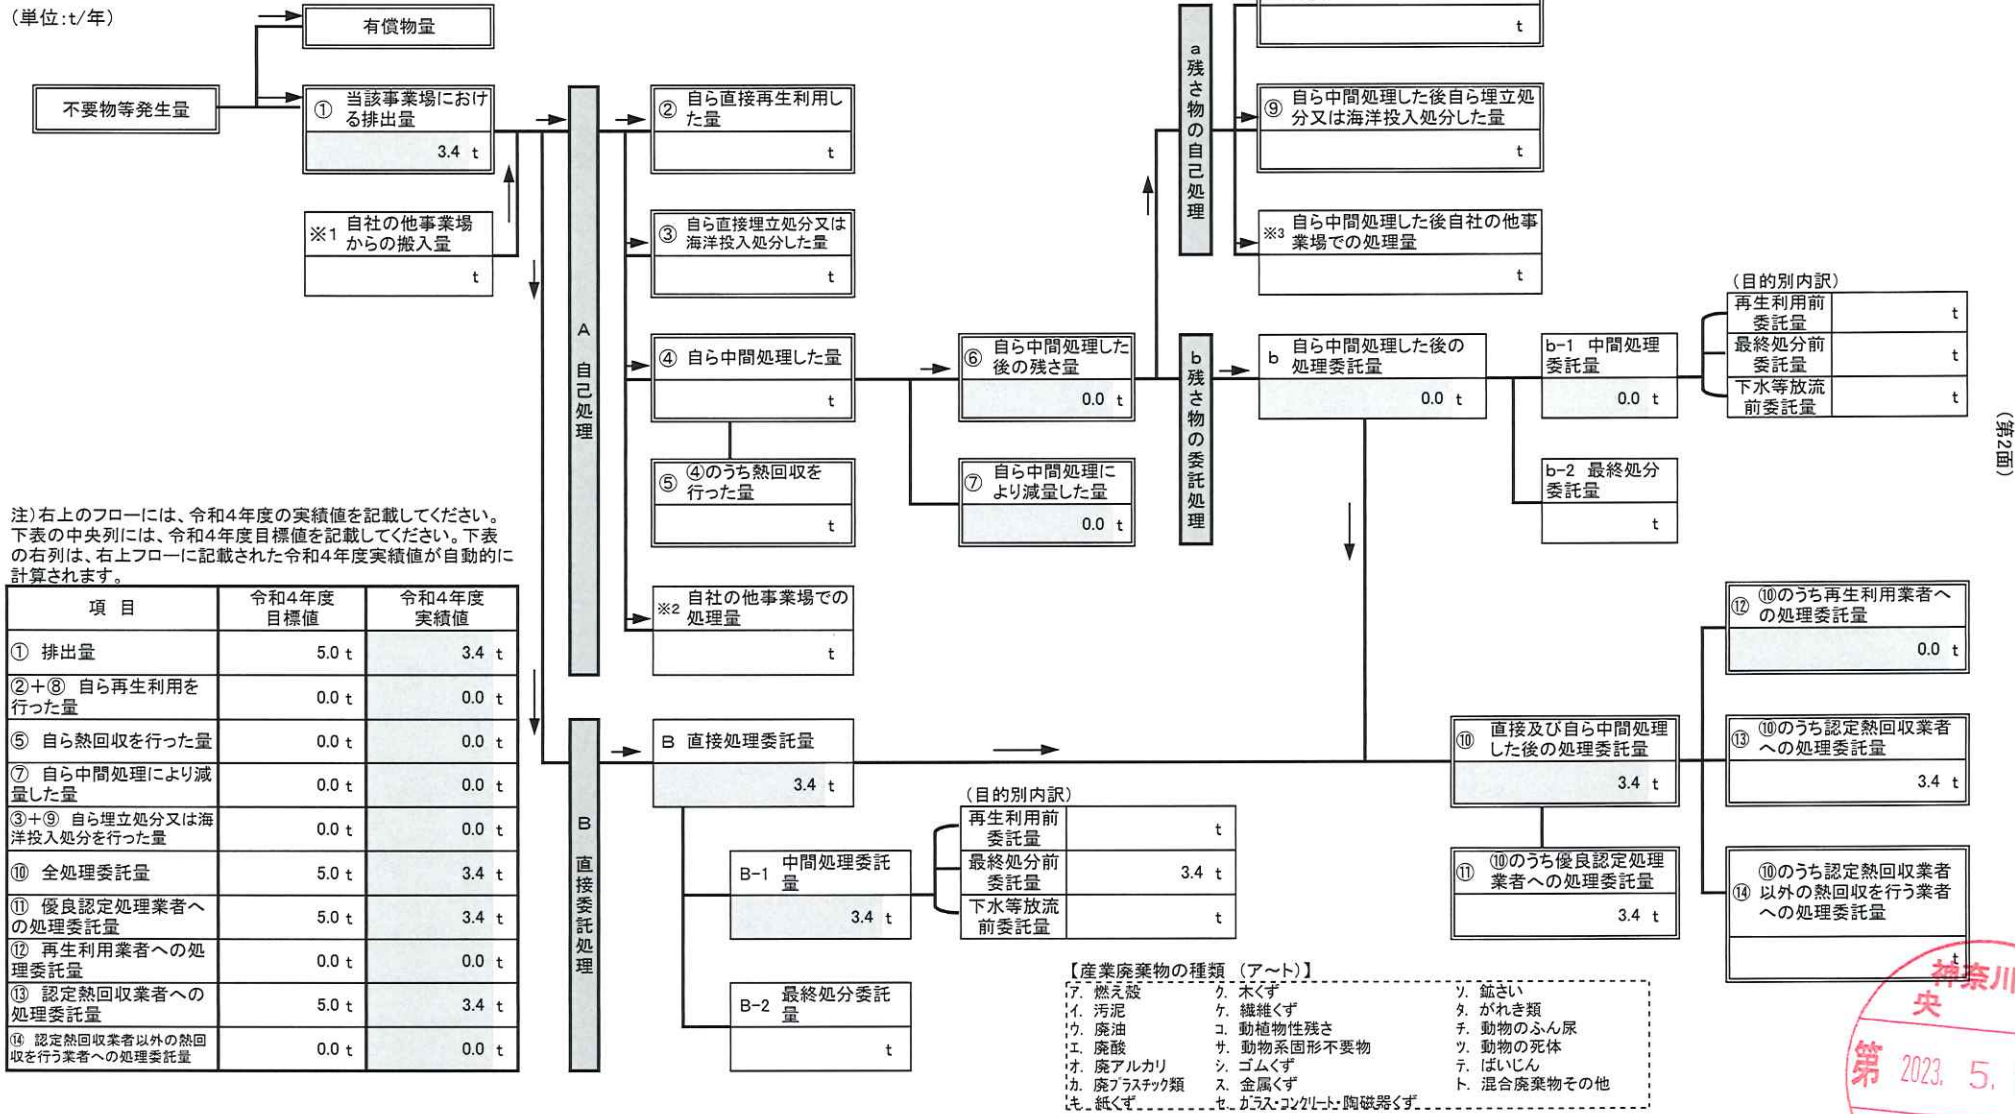 (単位:t/年)
有償物量
不要物等発生量
① 当該事業場におけ
る排出量
3.4 t
※1 自社の他事業場
からの搬入量
t
A 自己処理
② 自ら直接再生利用し
た量
t
③ 自ら直接埋立処分又は
海洋投入処分した量
t
④ 自ら中間処理した量
t
⑤ ④のうち熱回収を
行った量
t
※2 自社の他事業場での
処理量
t
⑥ 自ら中間処理した
後の残さ量
0.0 t
⑦ 自ら中間処理に
より減量した量
0.0 t
a残さ物の自己処理
t
⑨ 自ら中間処理した後自ら埋立処
分又は海洋投入処分した量
t
※3 自ら中間処理した後自社の他事
業場での処理量
t
b残さ物の委託処理
b 自ら中間処理した後の
処理委託量
0.0 t
b-1 中間処理
委託量
0.0 t
b-2 最終処分
委託量
t
(目的別内訳)
再生利用前
委託量
t
最終処分前
委託量
t
下水等放流
前委託量
t
(第2面)
注)右上のフローには、令和4年度の実績値を記載してください。
下表の中央列には、令和4年度目標値を記載してください。下表
の右列は、右上フローに記載された令和4年度実績値が自動的に
計算されます。
項 目 令和4年度
目標値 令和4年度
実績値
① 排出量 5.0 t 3.4 t
②+⑧ 自ら再生利用を
行った量 0.0 t 0.0 t
⑤ 自ら熱回収を行った量 0.0 t 0.0 t
⑦ 自ら中間処理により減
量した量 0.0 t 0.0 t
③+⑨ 自ら埋立処分又は海
洋投入処分を行った量 0.0 t 0.0 t
⑩ 全処理委託量 5.0 t 3.4 t
⑪ 優良認定処理業者へ
の処理委託量 5.0 t 3.4 t
⑫ 再生利用業者への処
理委託量 0.0 t 0.0 t
⑬ 認定熱回収業者への
処理委託量 5.0 t 3.4 t
⑭ 認定熱回収業者以外の熱回
収を行う業者への処理委託量 0.0 t 0.0 t
B 直接委託処理
B 直接処理委託量
3.4 t
B-1 中間処理委託
量
3.4 t
B-2 最終処分委託
量
t
(目的別内訳)
再生利用前
委託量
t
最終処分前
委託量
3.4 t
下水等放流
前委託量
t
⑩ 直接及び自ら中間処理
した後の処理委託量
3.4 t
⑪ ⑩のうち優良認定処理
業者への処理委託量
3.4 t
⑫ ⑩のうち再生利用業者へ
の処理委託量
0.0 t
⑬ ⑩のうち認定熱回収業者
への処理委託量
3.4 t
⑭ ⑩のうち認定熱回収業者
以外の熱回収を行う業者
への処理委託量
t
【産業廃棄物の種類 (ア~ト)】
ア. 燃え殻 ク. 木くず ソ. 鉱さい
イ. 汚泥 ケ. 繊維くず タ. がれき類
ウ. 廃油 コ. 動植物性残さ チ. 動物のふん尿
エ. 廃酸 サ. 動物系固形不要物 ツ. 動物の死体
オ. 廃アルカリ シ. ゴムくず テ. ばいじん
カ. 廃プラスチック類 ス. 金属くず ト. 混合廃棄物その他
キ. 紙くず セ. ガラス・コンクリート・陶磁器くず
神奈川
央
第 2023. 5.